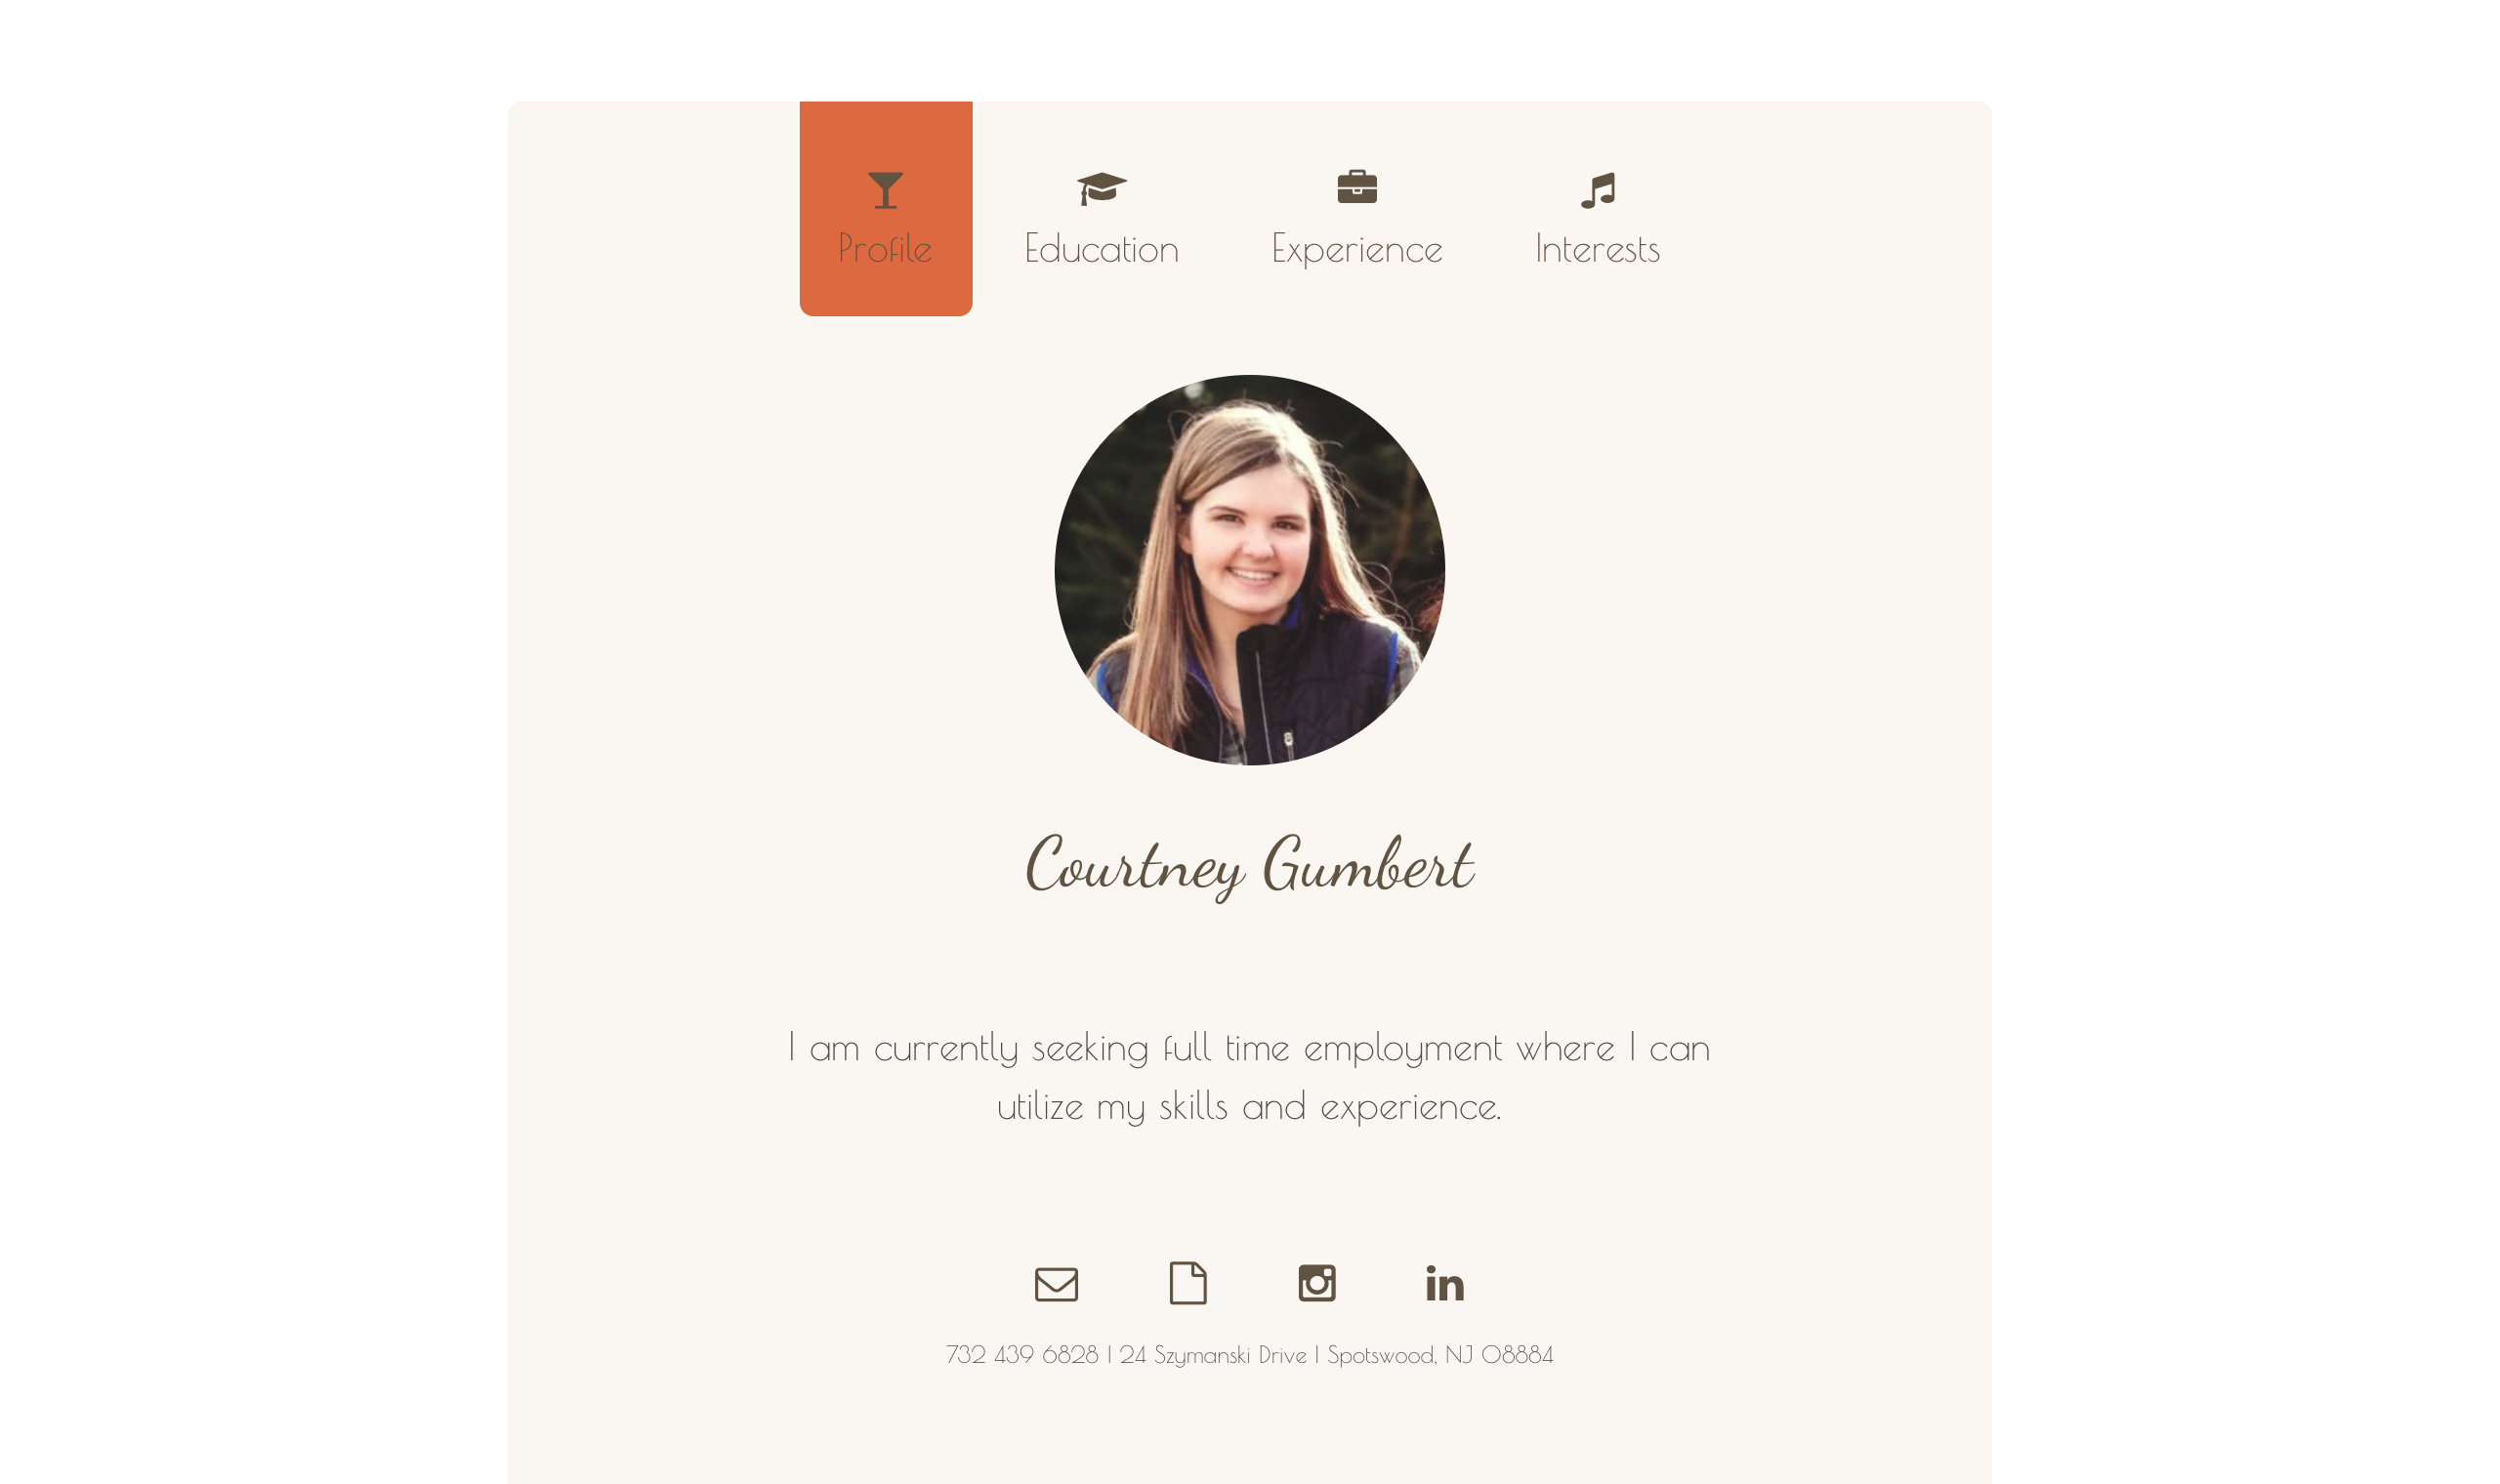 Profile
Education
Experience
Interests
Courtney Gumbert
I am currently seeking full time employment where I can
utilize my skills and experience.
in
732 439 6828 | 24 Szymanski Drive | Spotswood, NJ 08884